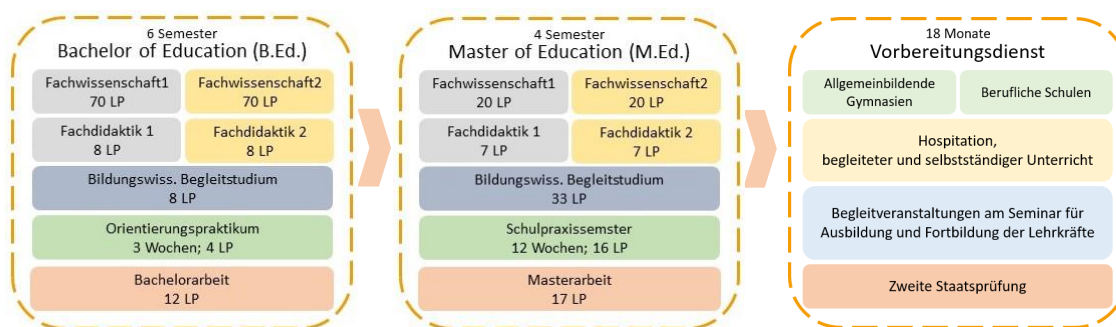 6 Semester
Bachelor of Education (B.Ed.)
Fachwissenschaft1
70 LP
Fachwissenschaft2
70 LP
Fachdidaktik 1
8 LP
Fachdidaktik 2
8 LP
Bildungswiss. Begleitstudium
8 LP
Orientierungspraktikum
3 Wochen; 4 LP
Bachelorarbeit
12 LP
4 Semester
Master of Education (M.Ed.)
Fachwissenschaft1
20 LP
Fachwissenschaft2
20 LP
Fachdidaktik 1
7 LP
Fachdidaktik 2
7 LP
Bildungswiss. Begleitstudium
33 LP
Schulpraxissemster
12 Wochen; 16 LP
Masterarbeit
17 LP
18 Monate
Vorbereitungsdienst
Allgemeinbildende
Gymnasien
Berufliche Schulen
Hospitation,
begleiteter und selbstständiger Unterricht
Begleitveranstaltungen am Seminar für
Ausbildung und Fortbildung der Lehrkräfte
Zweite Staatsprüfung